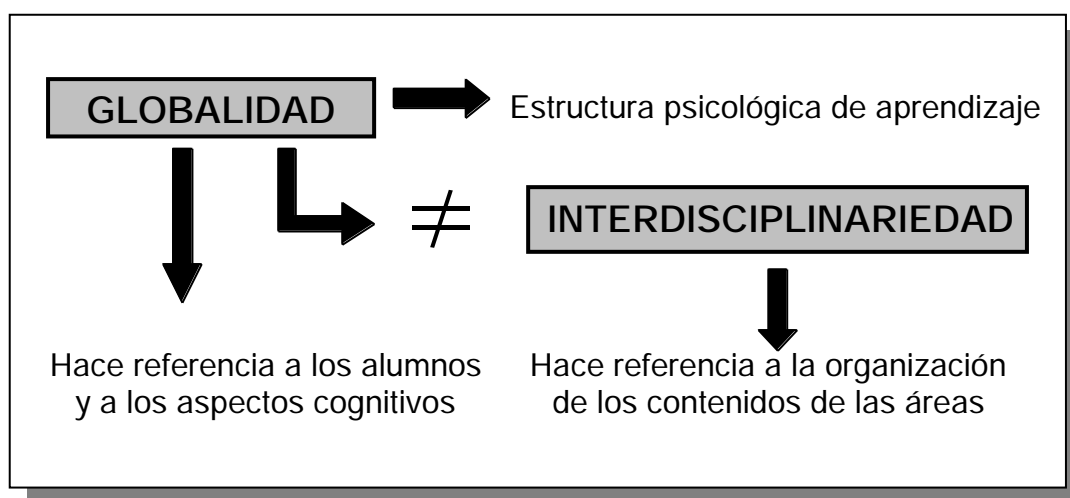 GLOBALIDAD
Estructura psicológica de aprendizaje
≠
INTERDISCIPLINARIEDAD
Hace referencia a los alumnos
y a los aspectos cognitivos
Hace referencia a la organización
de los contenidos de las áreas